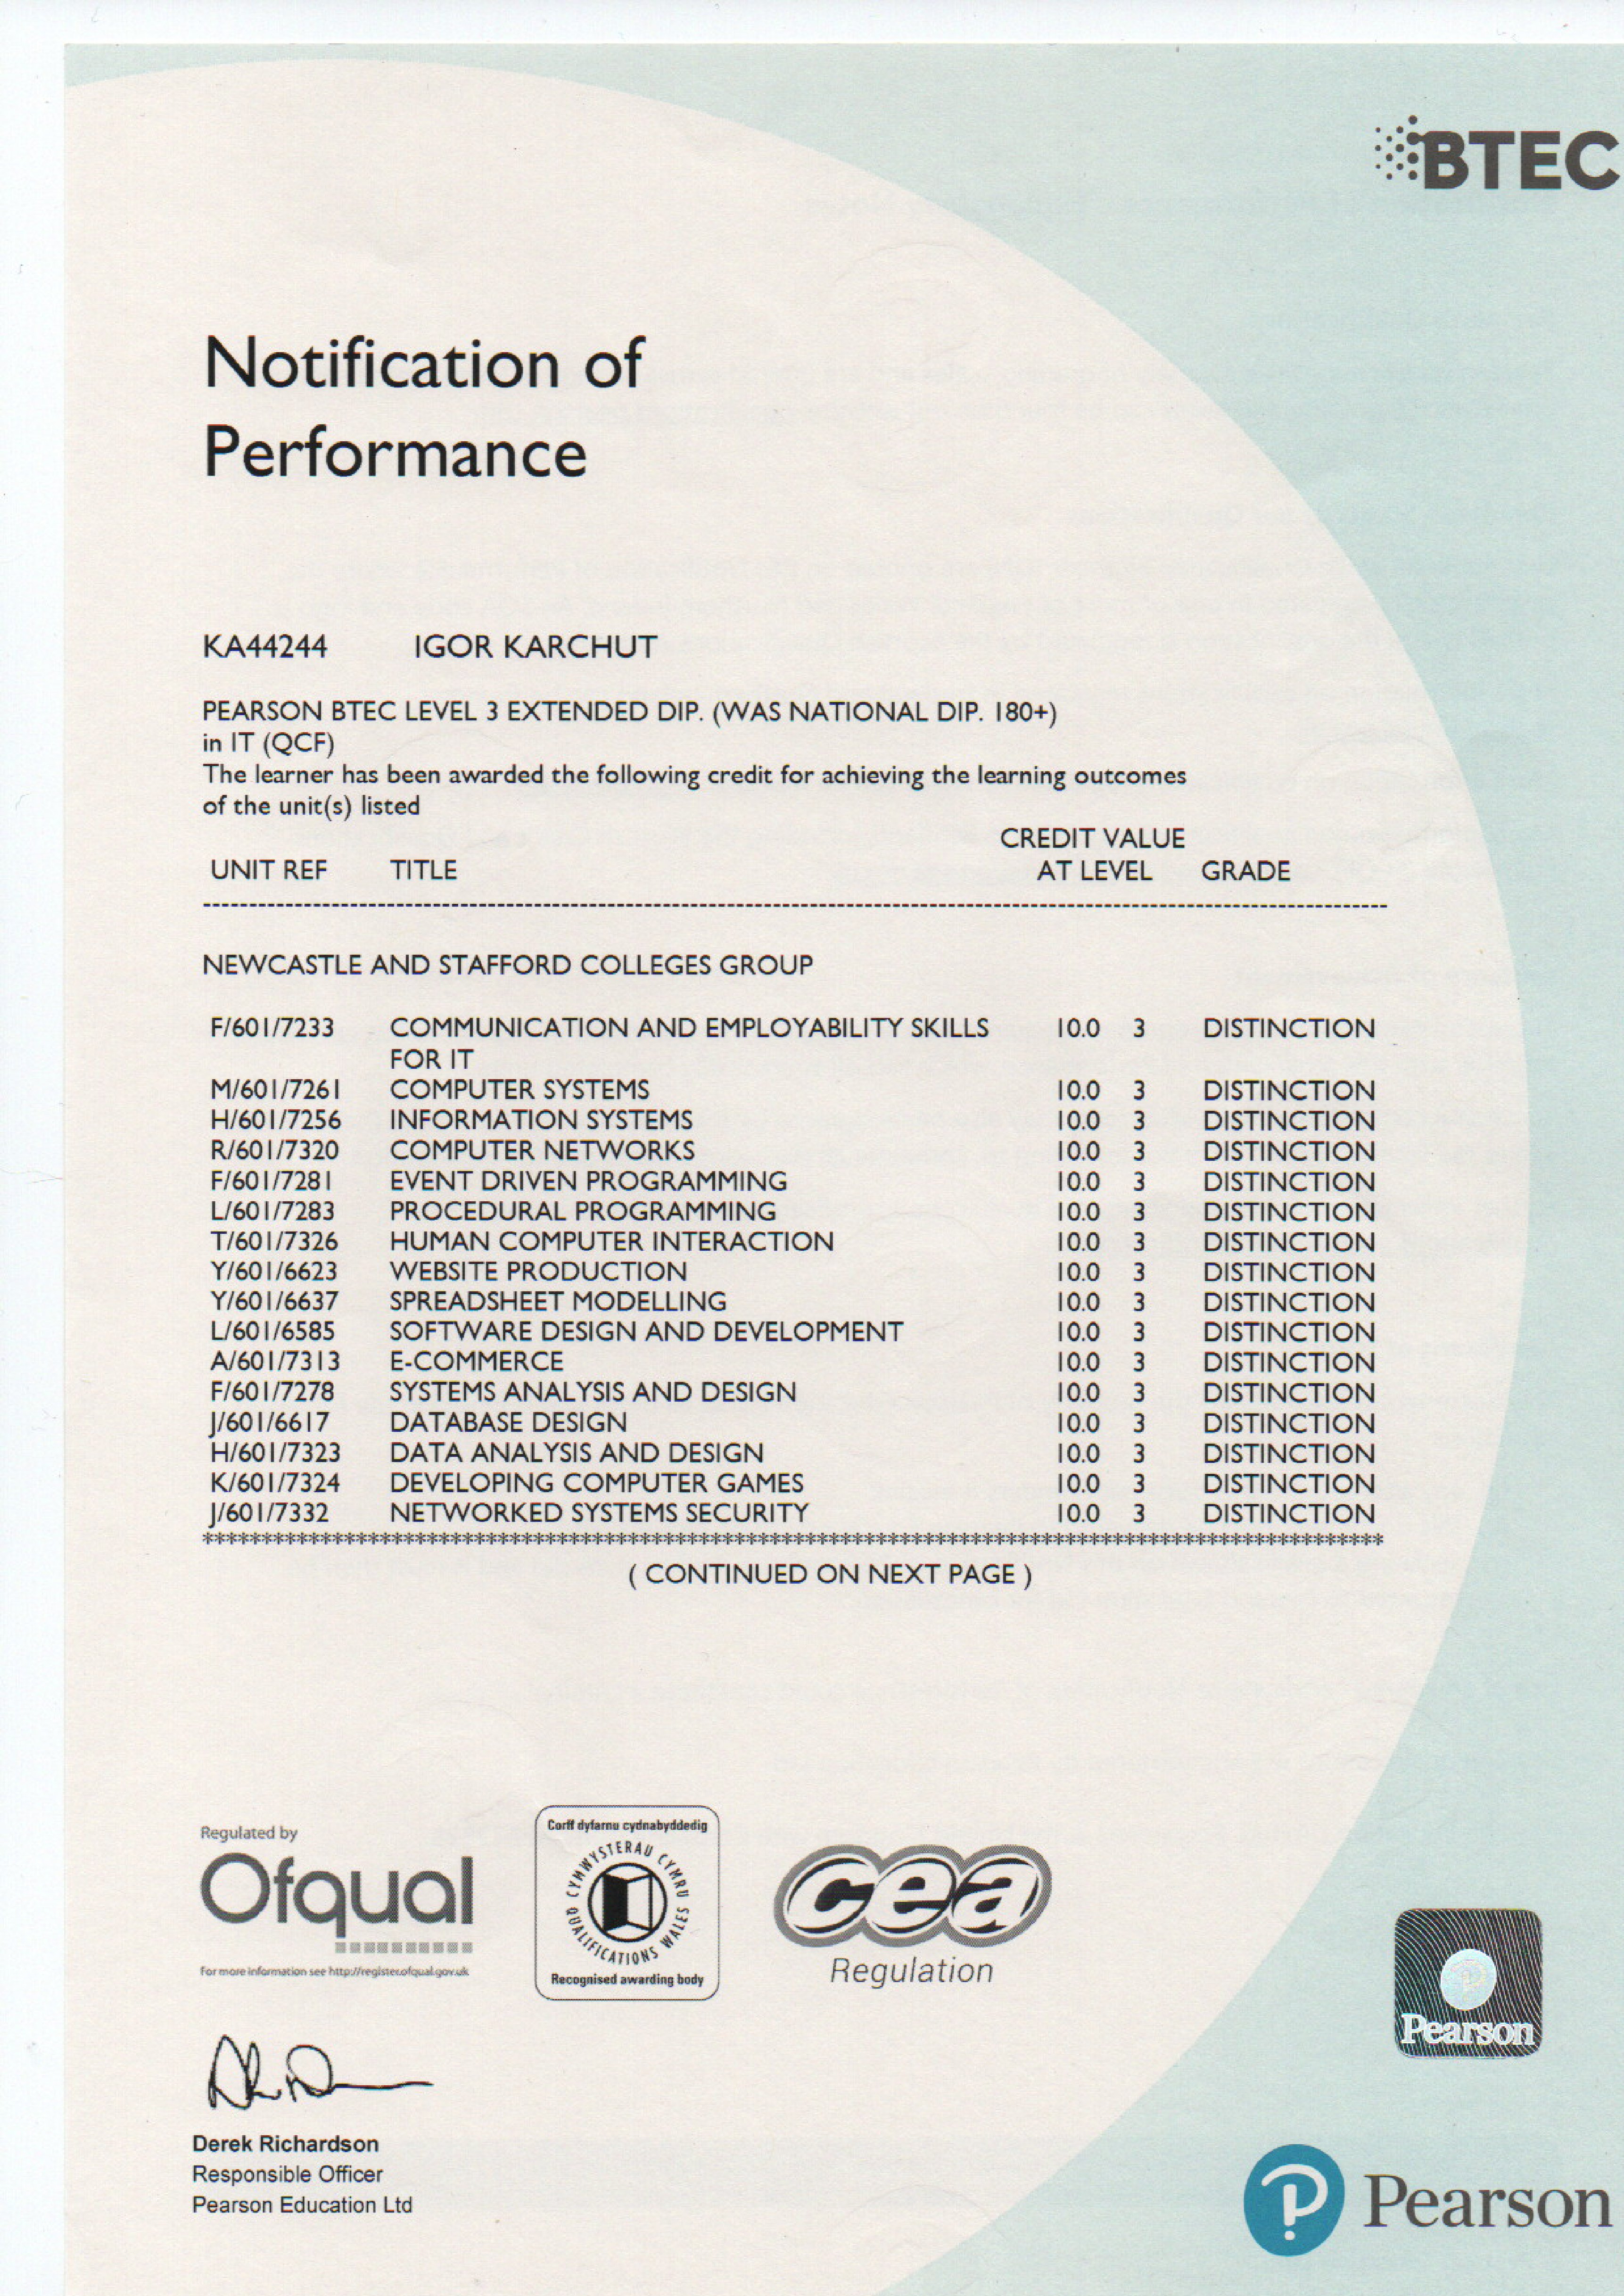 BTEC
Notification of
Performance
KA44244 IGOR KARCHUT
PEARSON BTEC LEVEL 3 EXTENDED DIP. (WAS NATIONAL DIP. 180+)
in IT (QCF)
The learner has been awarded the following credit for achieving the learning outcomes
of the unit(s) listed
CREDIT VALUE
UNIT REF TITLE AT LEVEL GRADE
--------------------------------------------------------------------------------
NEWCASTLE AND STAFFORD COLLEGES GROUP
F/601/7233 COMMUNICATION AND EMPLOYABILITY SKILLS 10.0 3 DISTINCTION
FOR IT
M/601/7261 COMPUTER SYSTEMS 10.0 3 DISTINCTION
H/601/7256 INFORMATION SYSTEMS 10.0 3 DISTINCTION
R/601/7320 COMPUTER NETWORKS 10.0 3 DISTINCTION
F/601/7281 EVENT DRIVEN PROGRAMMING 10.0 3 DISTINCTION
L/601/7283 PROCEDURAL PROGRAMMING 10.0 3 DISTINCTION
T/601/7326 HUMAN COMPUTER INTERACTION 10.0 3 DISTINCTION
Y/601/6623 WEBSITE PRODUCTION 10.0 3 DISTINCTION
Y/601/6637 SPREADSHEET MODELLING 10.0 3 DISTINCTION
L/601/6585 SOFTWARE DESIGN AND DEVELOPMENT 10.0 3 DISTINCTION
A/601/7313 E-COMMERCE 10.0 3 DISTINCTION
F/601/7278 SYSTEMS ANALYSIS AND DESIGN 10.0 3 DISTINCTION
J/601/6617 DATABASE DESIGN 10.0 3 DISTINCTION
H/601/7323 DATA ANALYSIS AND DESIGN 10.0 3 DISTINCTION
K/601/7324 DEVELOPING COMPUTER GAMES 10.0 3 DISTINCTION
J/601/7332 NETWORKED SYSTEMS SECURITY 10.0 3 DISTINCTION
********************************************************************************
( CONTINUED ON NEXT PAGE )
Regulated by
Ofqual
For more information see http://register.ofqual.gov.uk
Corff dyfarnu cydnabyddedig
CYMWYSTERAU CYMRU
QUALIFICATIONS WALES
Recognised awarding body
cea
Regulation
Pearson
Derek Richardson
Responsible Officer
Pearson Education Ltd
Pearson